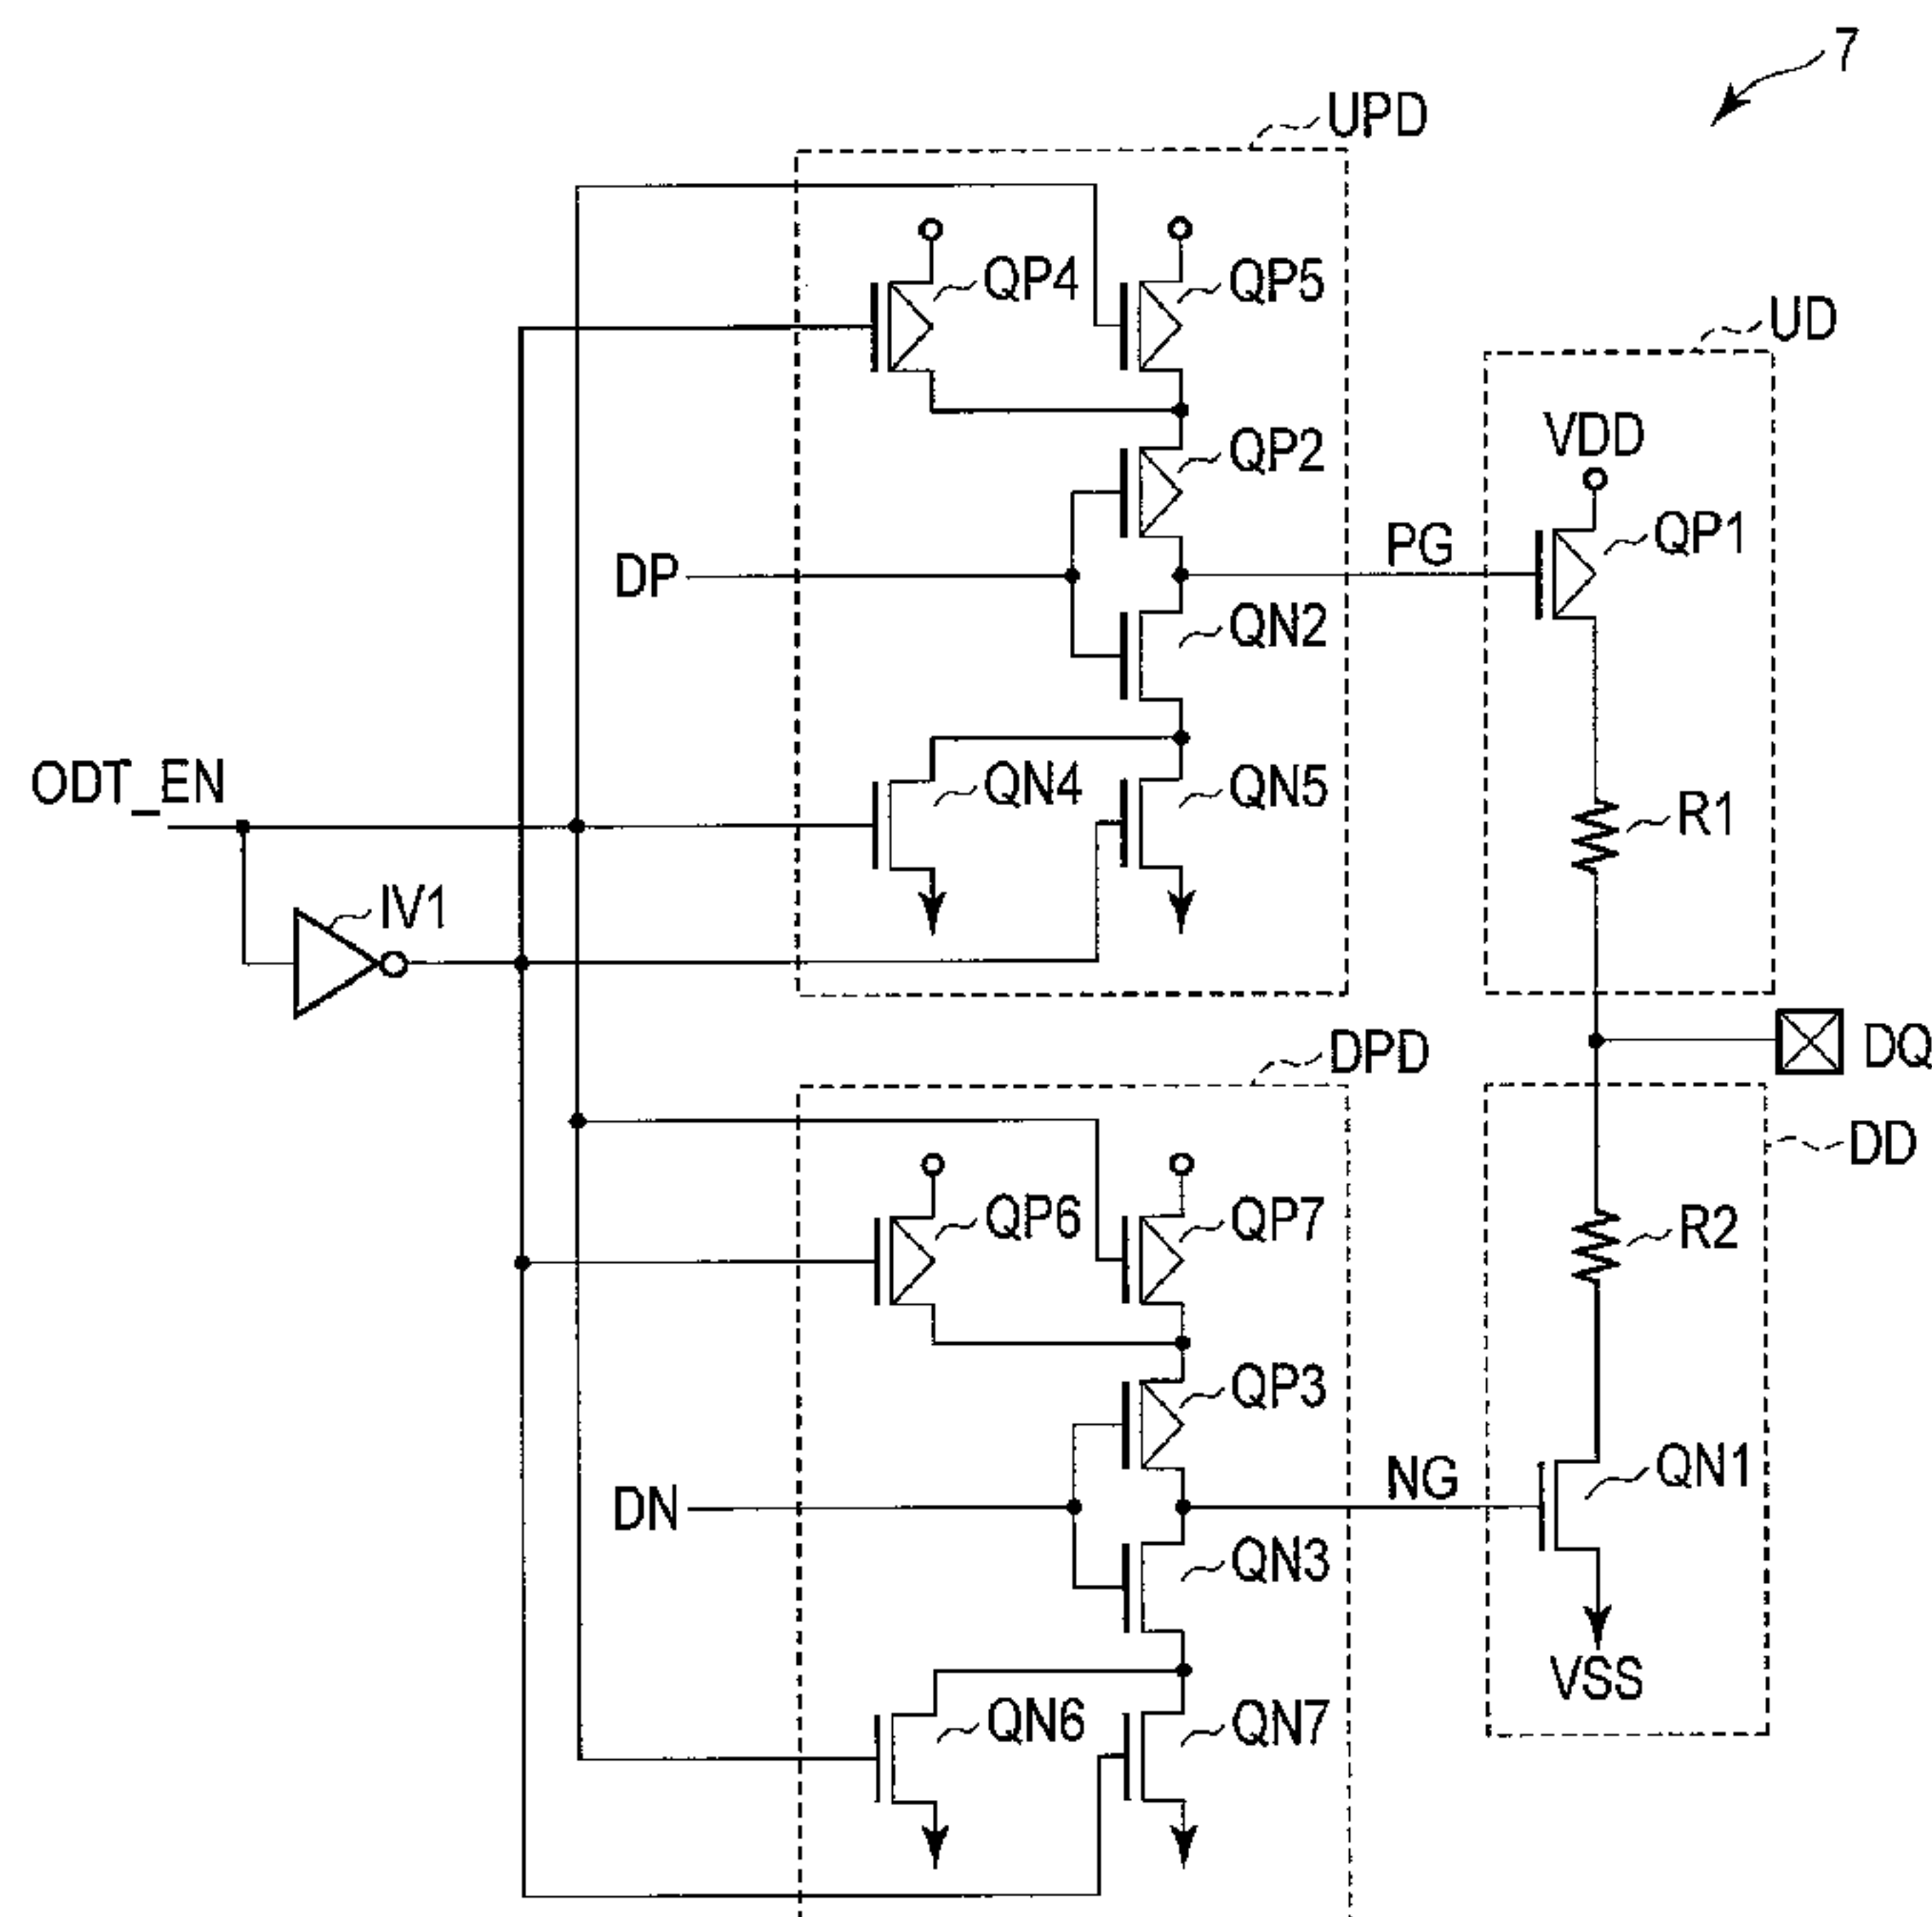 7
UPD
QP4
QP5
UD
VDD
QP2
QP1
PG
DP
QN2
ODT_EN
QN4
QN5
R1
IV1
DPD
DQ
DD
QP6
QP7
R2
QP3
NG
QN1
DN
QN3
VSS
QN6
QN7